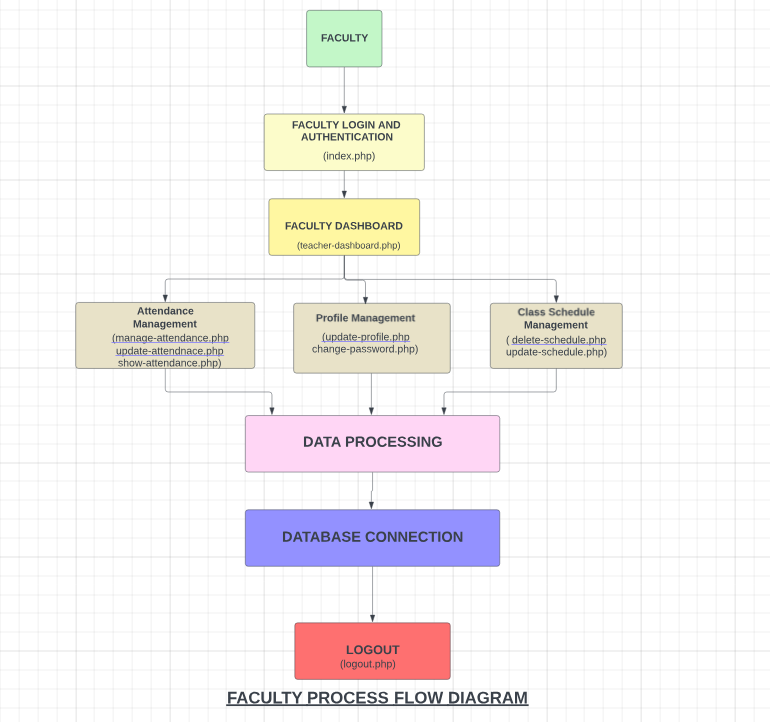 FACULTY
FACULTY LOGIN AND
AUTHENTICATION
(index.php)
FACULTY DASHBOARD
(teacher-dashboard.php)
Attendance
Management
(manage-attendance.php
update-attendnace.php
show-attendance.php)
Profile Management
(update-profile.php
change-password.php)
Class Schedule
Management
( delete-schedule.php
update-schedule.php)
DATA PROCESSING
DATABASE CONNECTION
LOGOUT
(logout.php)
FACULTY PROCESS FLOW DIAGRAM